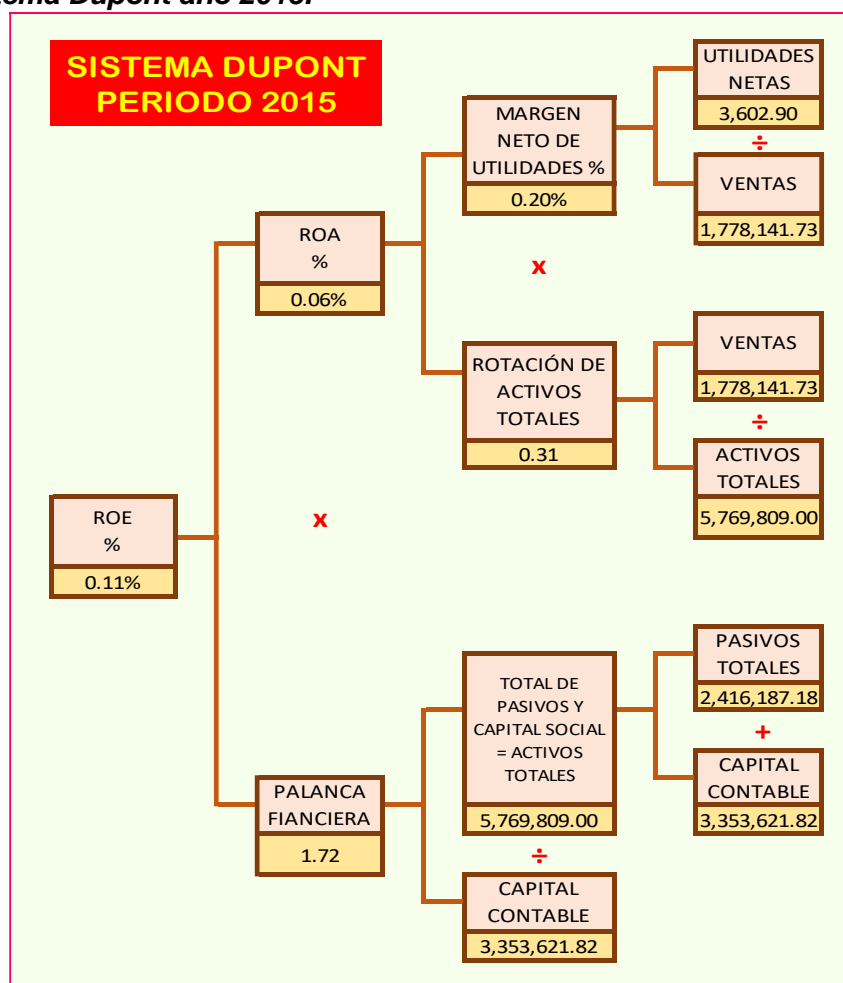 tema Dupont año 2015.
SISTEMA DUPONT
PERIODO 2015
UTILIDADES
NETAS
3,602.90
÷
VENTAS
1,778,141.73
MARGEN
NETO DE
UTILIDADES %
0.20%
ROA
%
0.06%
x
ROTACIÓN DE
ACTIVOS
TOTALES
0.31
VENTAS
1,778,141.73
÷
ACTIVOS
TOTALES
5,769,809.00
ROE
%
0.11%
x
TOTAL DE
PASIVOS Y
CAPITAL SOCIAL
= ACTIVOS
TOTALES
5,769,809.00
÷
CAPITAL
CONTABLE
3,353,621.82
PASIVOS
TOTALES
2,416,187.18
+
CAPITAL
CONTABLE
3,353,621.82
PALANCA
FIANCIERA
1.72